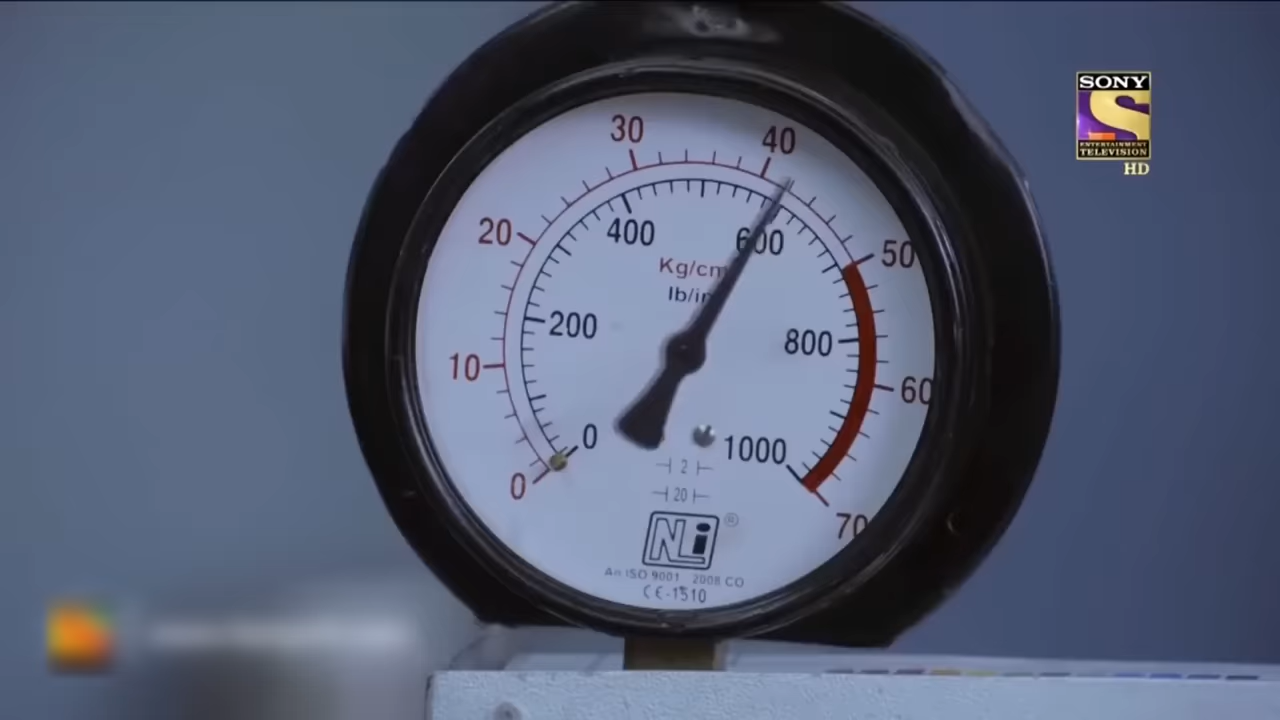 SONY
S
ENTERTAINMENT
TELEVISION
HD
30
40
20
50
400
600
Kg/cm
lb/in
200
800
10
60
0
1000
0
2
20
70
NLi ®
An ISO 9001 2008 CO
CE-1510